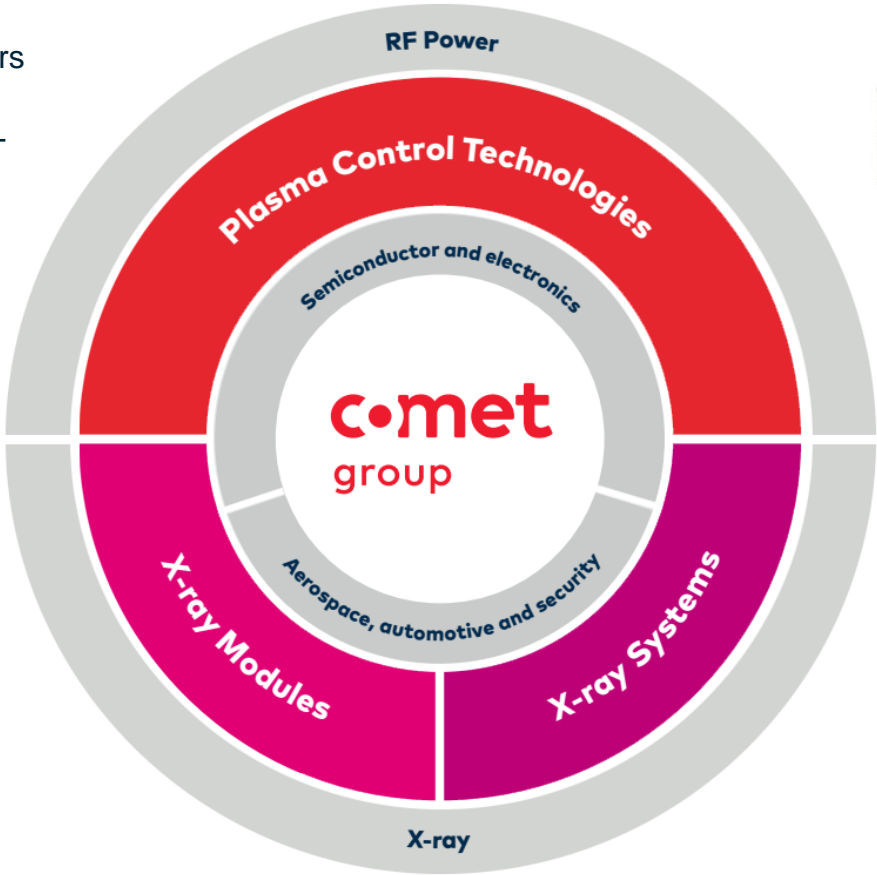 rs
RF Power
Plasma Control Technologies
Semiconductor and electronics
comet
group
Aerospace, automotive and security
X-ray Modules
X-ray Systems
X-ray